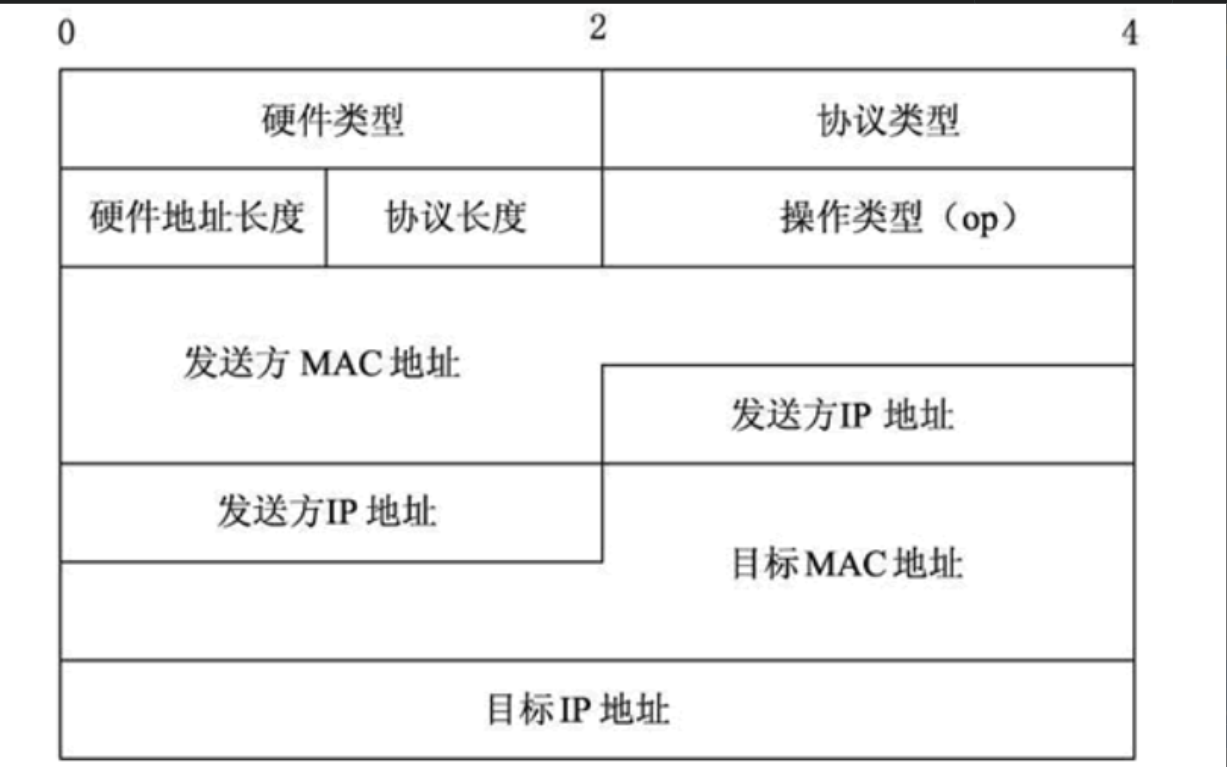 0 2 4
硬件类型 协议类型
硬件地址长度 协议长度 操作类型（op）
发送方 MAC 地址
发送方IP 地址
发送方IP 地址
目标MAC地址
目标IP 地址